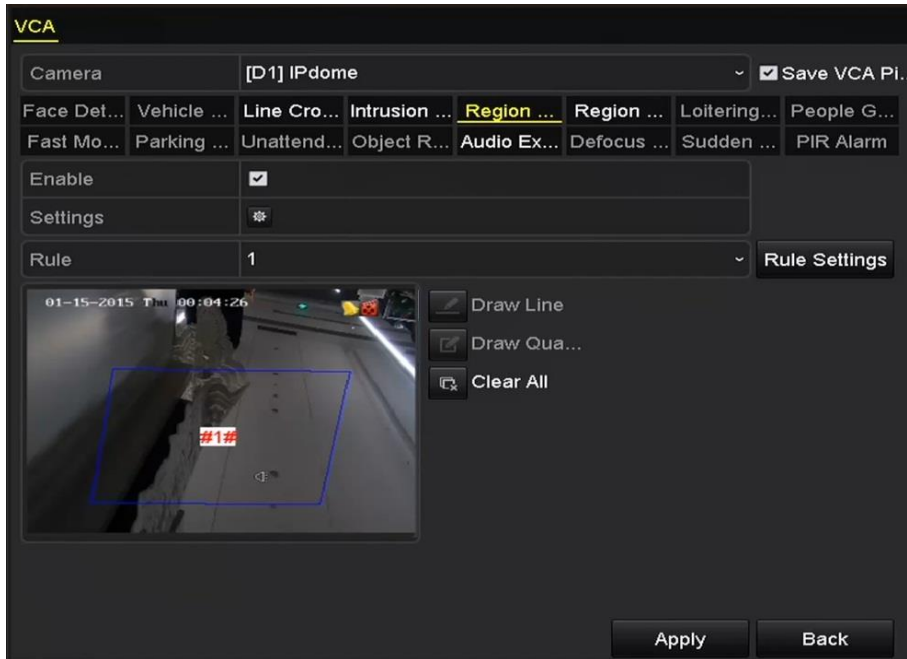 VCA
Camera [D1] IPdome Save VCA Pi..
Face Det... Vehicle ... Line Cro... Intrusion ... Region ... Region ... Loitering... People G...
Fast Mo... Parking ... Unattend... Object R... Audio Ex... Defocus ... Sudden ... PIR Alarm
Enable
Settings
Rule 1 Rule Settings
01-15-2015 Thu 00:04:26
Draw Line
Draw Qua...
Clear All
#1#
Apply Back